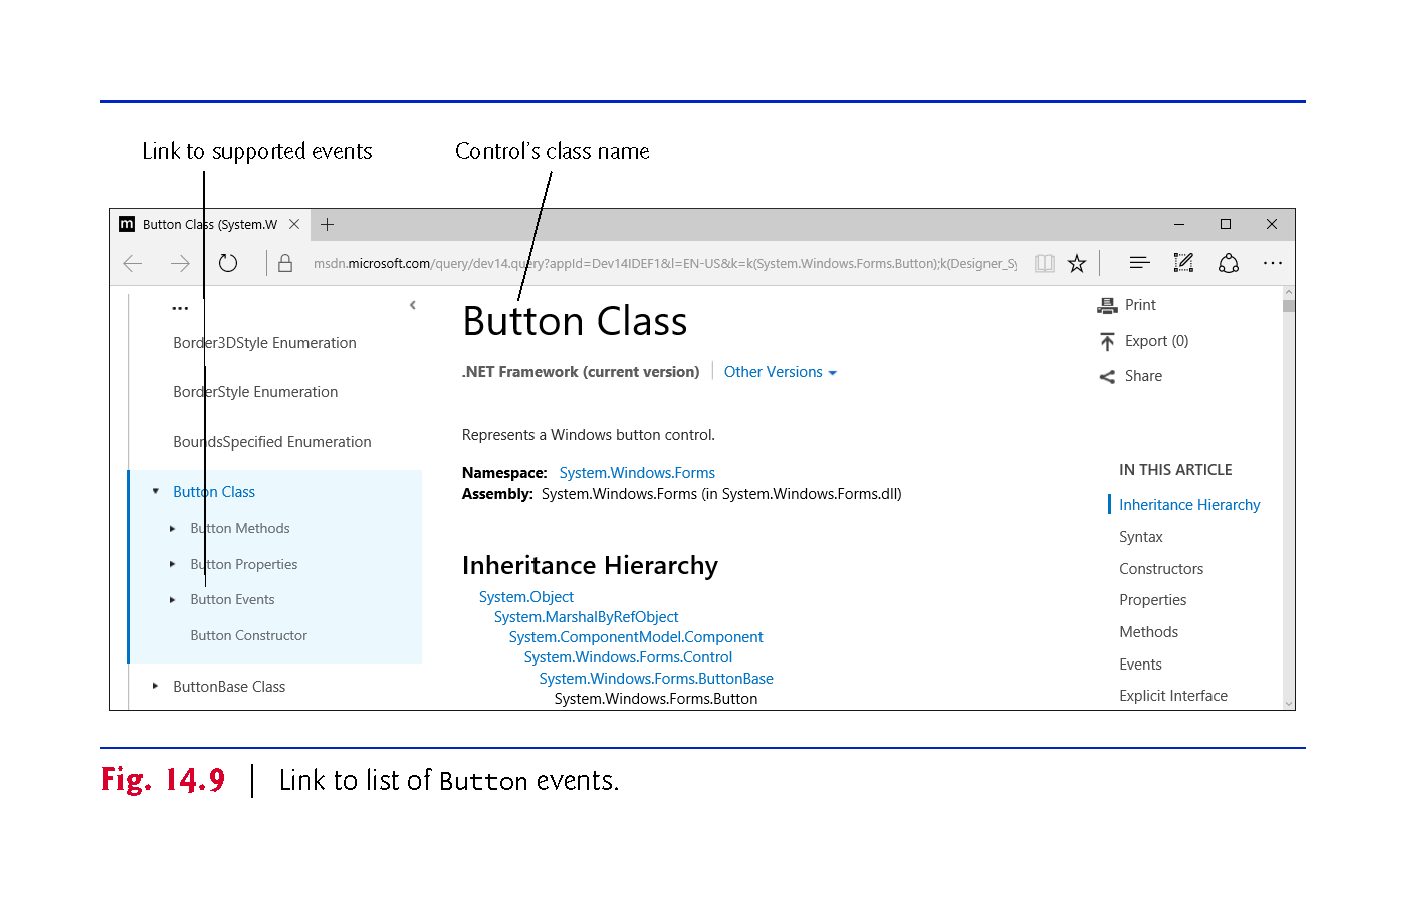 Link to supported events
Control's class name
Button Class (System.W
msdn.microsoft.com/query/dev14.query?appId=Dev14IDEF1&l=EN-US&k=k(System.Windows.Forms.Button);k(Designer_Sy
...
Border3DStyle Enumeration
BorderStyle Enumeration
BoundsSpecified Enumeration
Button Class
Button Methods
Button Properties
Button Events
Button Constructor
ButtonBase Class
Button Class
.NET Framework (current version)
Other Versions
Represents a Windows button control.
Namespace: System.Windows.Forms
Assembly: System.Windows.Forms (in System.Windows.Forms.dll)
Inheritance Hierarchy
System.Object
System.MarshalByRefObject
System.ComponentModel.Component
System.Windows.Forms.Control
System.Windows.Forms.ButtonBase
System.Windows.Forms.Button
Print
Export (0)
Share
IN THIS ARTICLE
Inheritance Hierarchy
Syntax
Constructors
Properties
Methods
Events
Explicit Interface
Fig. 14.9 | Link to list of Button events.